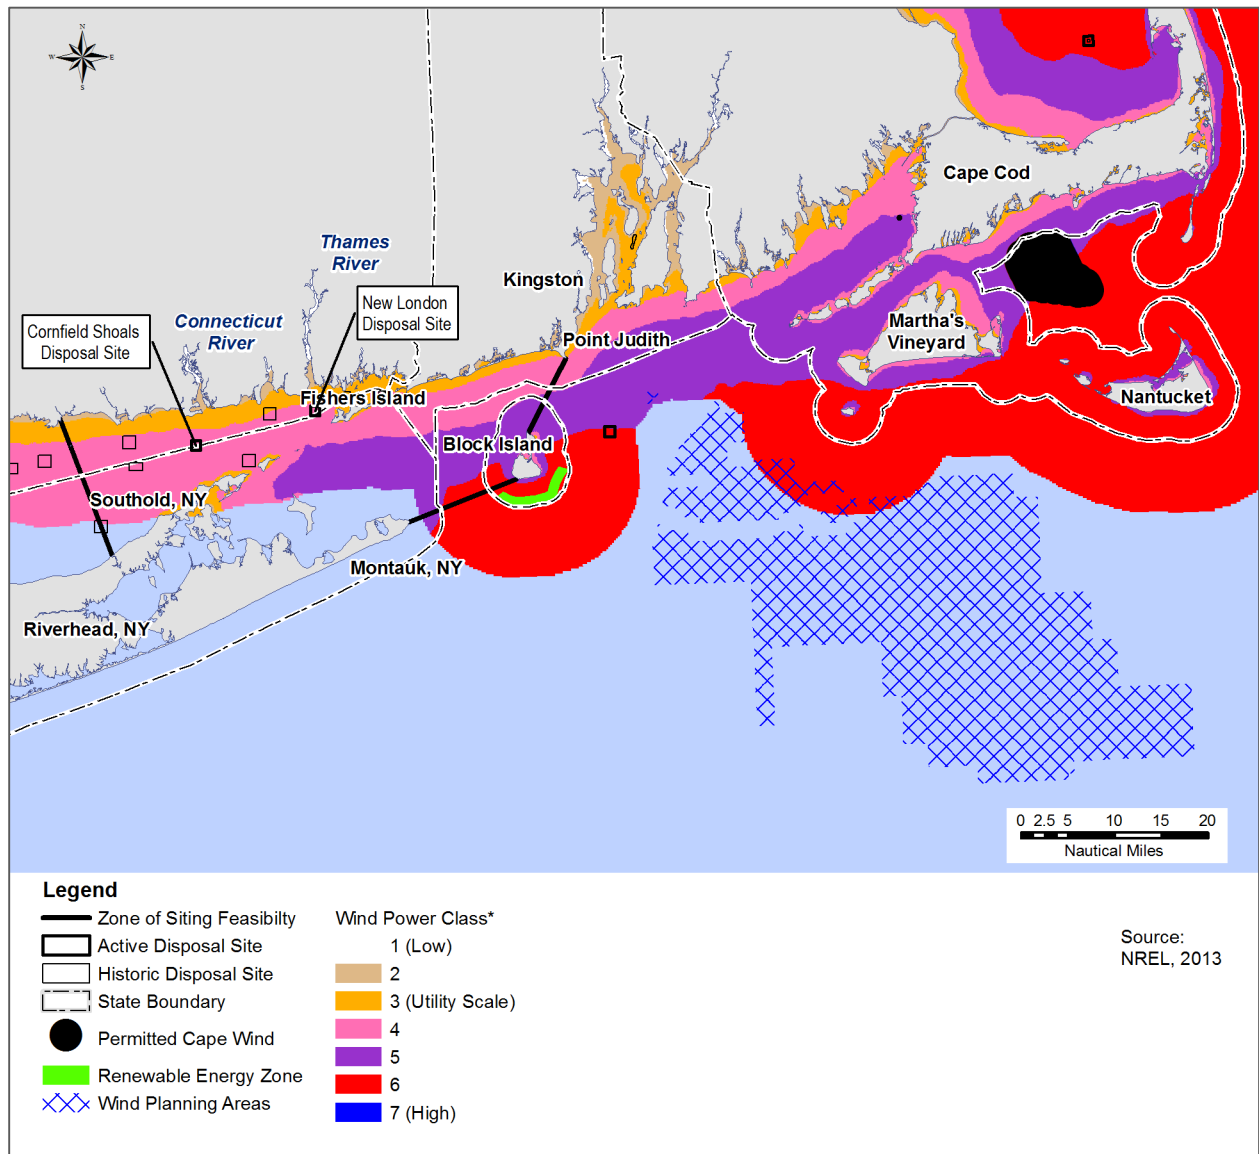 N
W
E
S
Cape Cod
Thames
River
Kingston
New London
Disposal Site
Cornfield Shoals
Disposal Site
Connecticut
River
Point Judith
Martha's
Vineyard
Fishers Island
Nantucket
Block Island
Southold, NY
Montauk, NY
Riverhead, NY
0 2.5 5 10 15 20
Nautical Miles
Legend
Zone of Siting Feasibilty
Active Disposal Site
Historic Disposal Site
State Boundary
Permitted Cape Wind
Renewable Energy Zone
Wind Planning Areas
Wind Power Class*
1 (Low)
2
3 (Utility Scale)
4
5
6
7 (High)
Source:
NREL, 2013